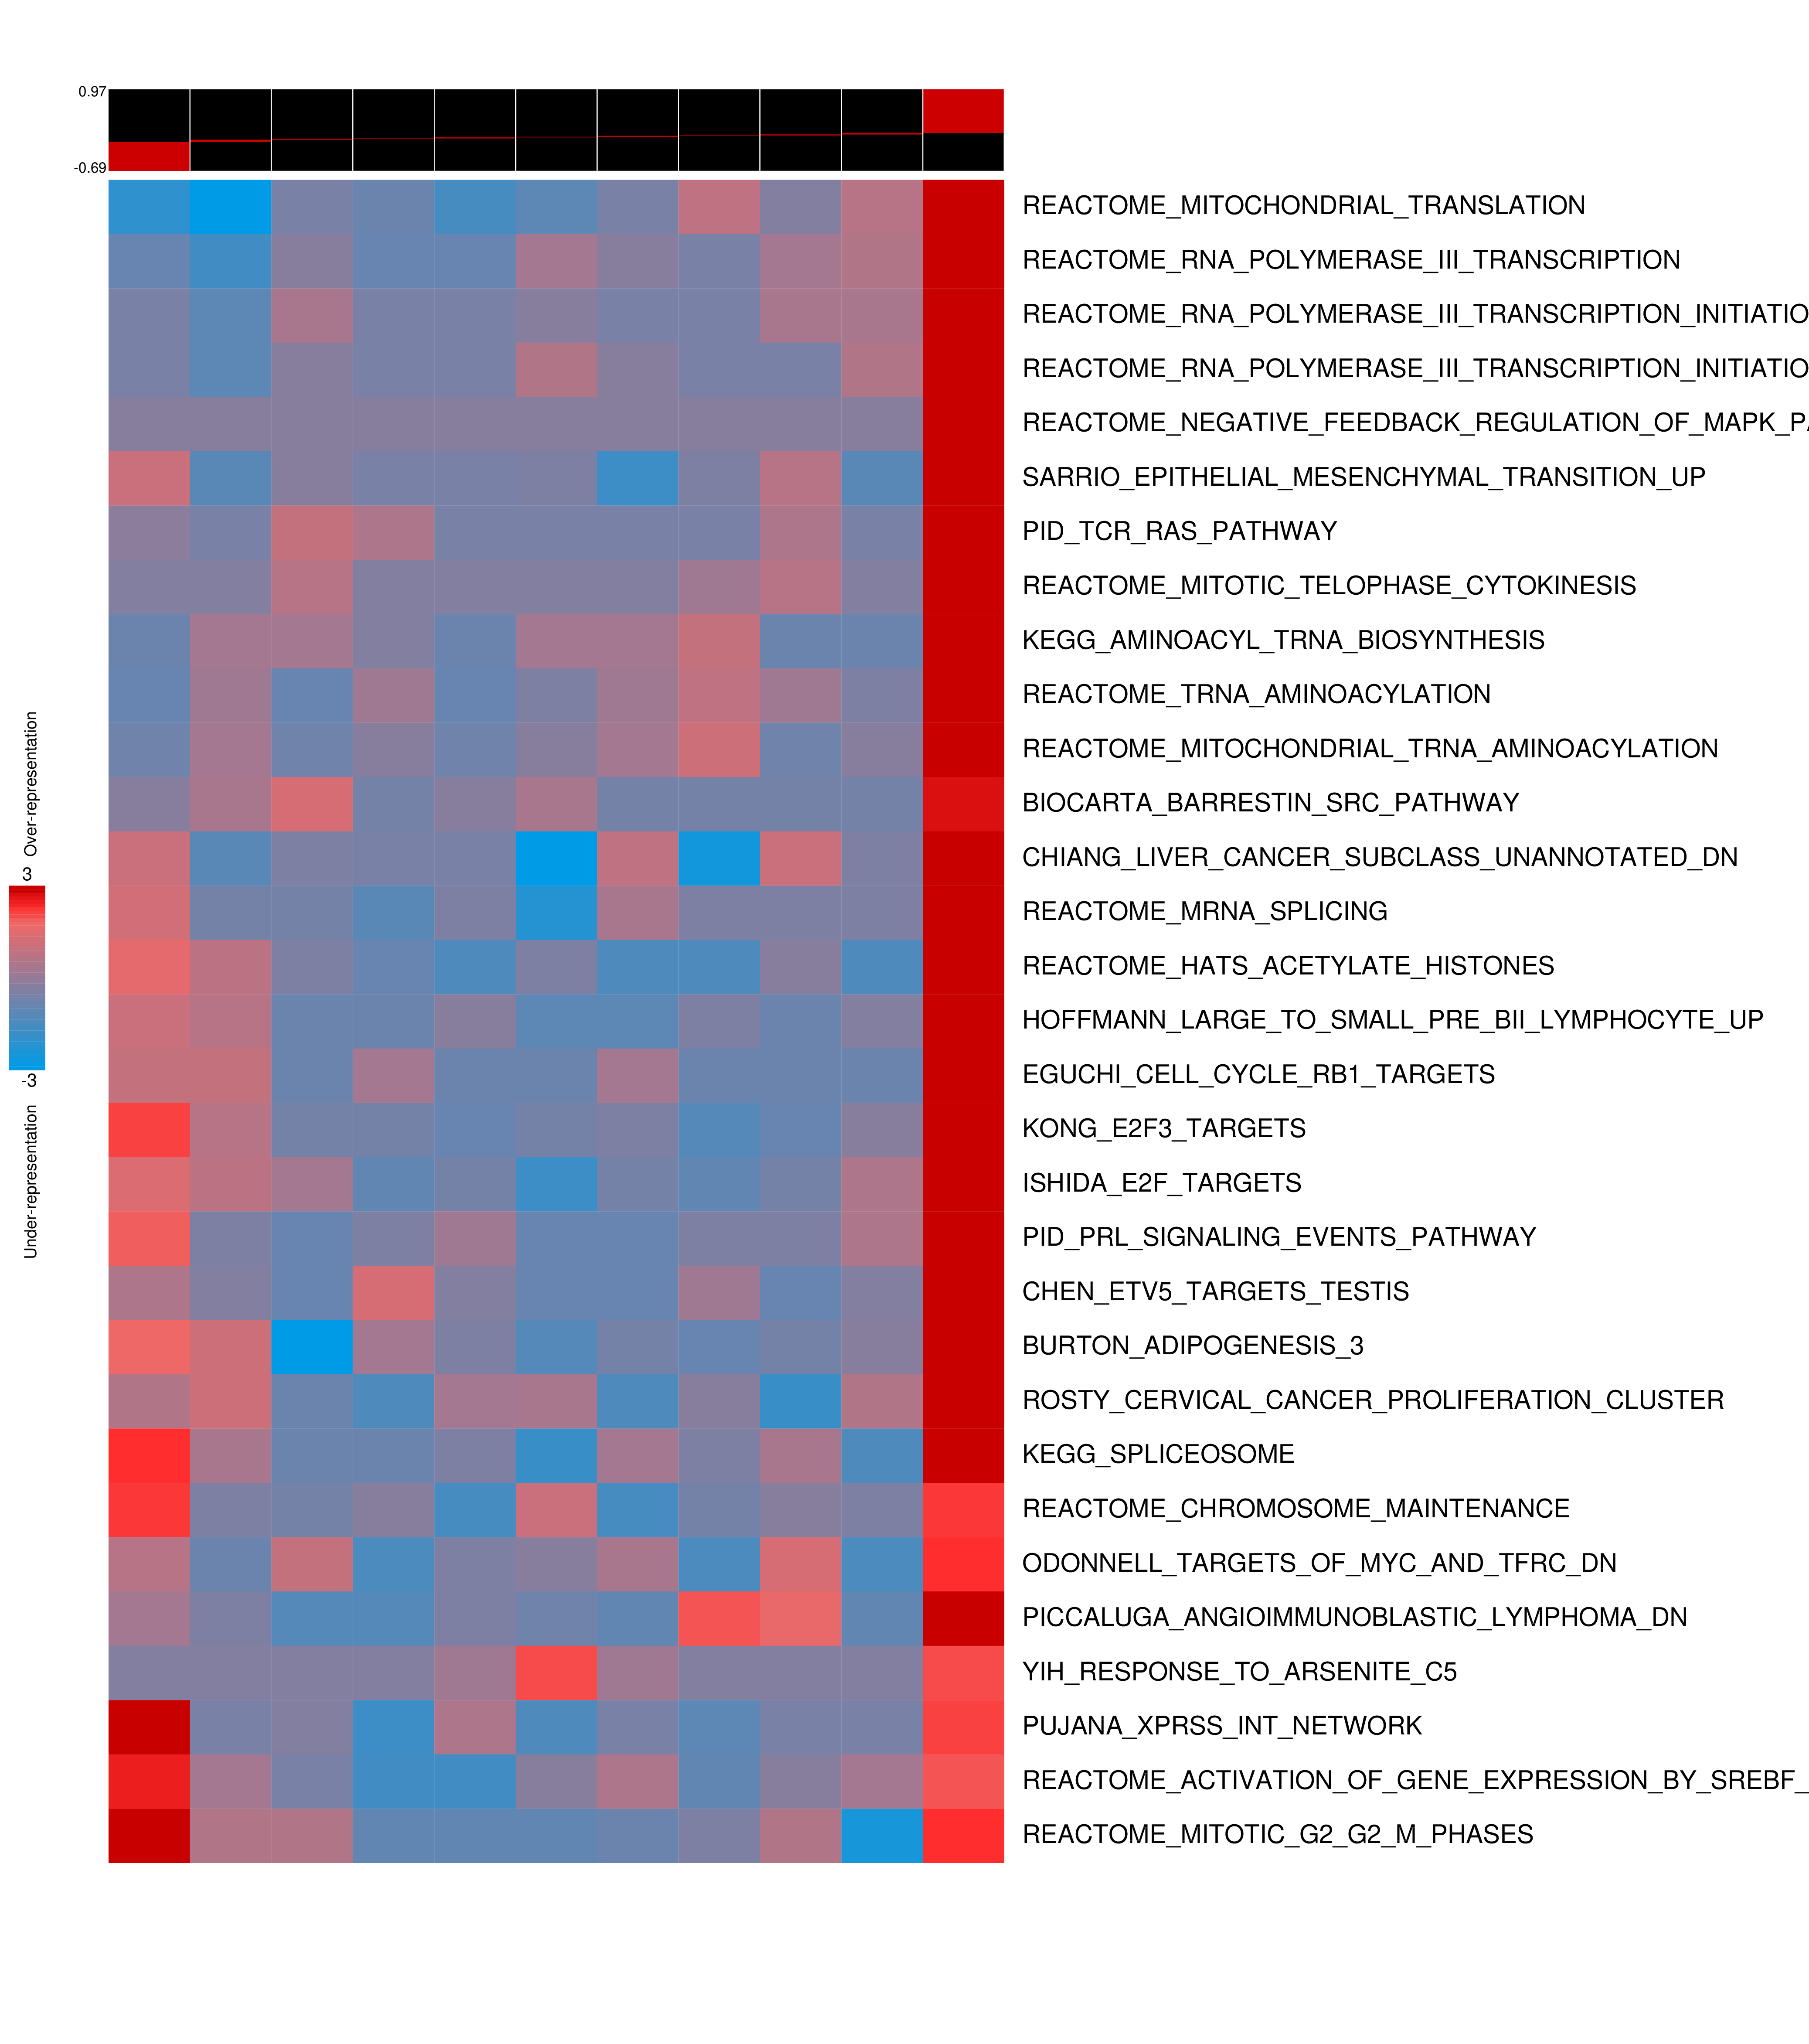 0.97
-0.69
REACTOME_MITOCHONDRIAL_TRANSLATION
REACTOME_RNA_POLYMERASE_III_TRANSCRIPTION
REACTOME_RNA_POLYMERASE_III_TRANSCRIPTION_INITIATIO
REACTOME_RNA_POLYMERASE_III_TRANSCRIPTION_INITIATIO
REACTOME_NEGATIVE_FEEDBACK_REGULATION_OF_MAPK_PA
SARRIO_EPITHELIAL_MESENCHYMAL_TRANSITION_UP
PID_TCR_RAS_PATHWAY
REACTOME_MITOTIC_TELOPHASE_CYTOKINESIS
KEGG_AMINOACYL_TRNA_BIOSYNTHESIS
REACTOME_TRNA_AMINOACYLATION
REACTOME_MITOCHONDRIAL_TRNA_AMINOACYLATION
BIOCARTA_BARRESTIN_SRC_PATHWAY
CHIANG_LIVER_CANCER_SUBCLASS_UNANNOTATED_DN
REACTOME_MRNA_SPLICING
REACTOME_HATS_ACETYLATE_HISTONES
HOFFMANN_LARGE_TO_SMALL_PRE_BII_LYMPHOCYTE_UP
EGUCHI_CELL_CYCLE_RB1_TARGETS
KONG_E2F3_TARGETS
ISHIDA_E2F_TARGETS
PID_PRL_SIGNALING_EVENTS_PATHWAY
CHEN_ETV5_TARGETS_TESTIS
BURTON_ADIPOGENESIS_3
ROSTY_CERVICAL_CANCER_PROLIFERATION_CLUSTER
KEGG_SPLICEOSOME
REACTOME_CHROMOSOME_MAINTENANCE
ODONNELL_TARGETS_OF_MYC_AND_TFRC_DN
PICCALUGA_ANGIOIMMUNOBLASTIC_LYMPHOMA_DN
YIH_RESPONSE_TO_ARSENITE_C5
PUJANA_XPRSS_INT_NETWORK
REACTOME_ACTIVATION_OF_GENE_EXPRESSION_BY_SREBF_
REACTOME_MITOTIC_G2_G2_M_PHASES
Over-representation
3
-3
Under-representation